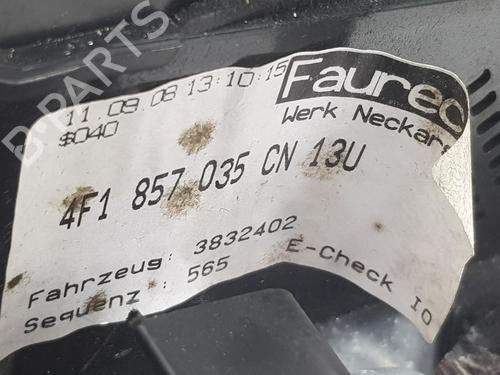 B-PARTS
11.09.08 13:10:15
$040
Faurec
Werk Neckar
4F1 857 035 CN 13U
Fahrzeug: 3832402
Sequenz : 565 E-Check IO